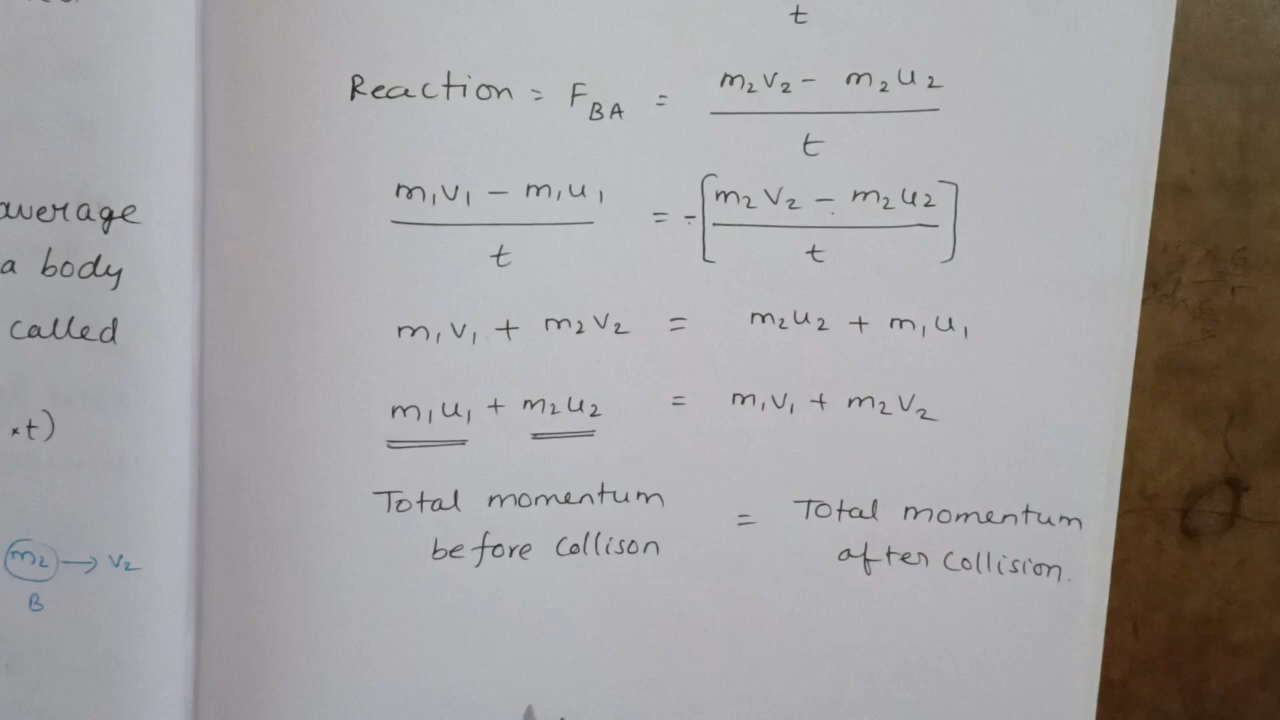 average
a body
called
×t)
m₂ → v₂
B
t
Reaction = F_BA = (m₂v₂ - m₂u₂) / t
(m₁v₁ - m₁u₁) / t = -[(m₂v₂ - m₂u₂) / t]
m₁v₁ + m₂v₂ = m₂u₂ + m₁u₁
m₁u₁ + m₂u₂ = m₁v₁ + m₂v₂
Total momentum before collison = Total momentum after collision.